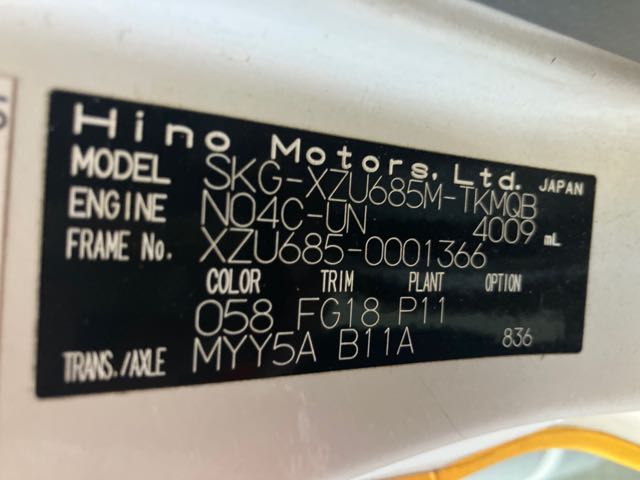 Hino Motors, Ltd. JAPAN
MODEL SKG-XZU685M-TKMQB
ENGINE N04C-UN 4009 mL
FRAME No. XZU685-0001366
COLOR TRIM PLANT OPTION
058 FG18 P11
TRANS./AXLE MYY5A B11A 836
5